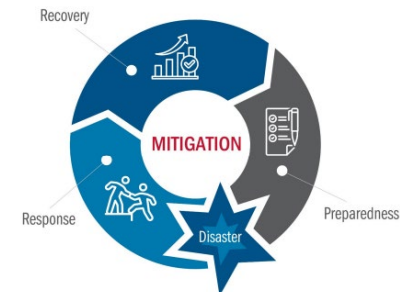 Recovery
MITIGATION
Preparedness
Response
Disaster